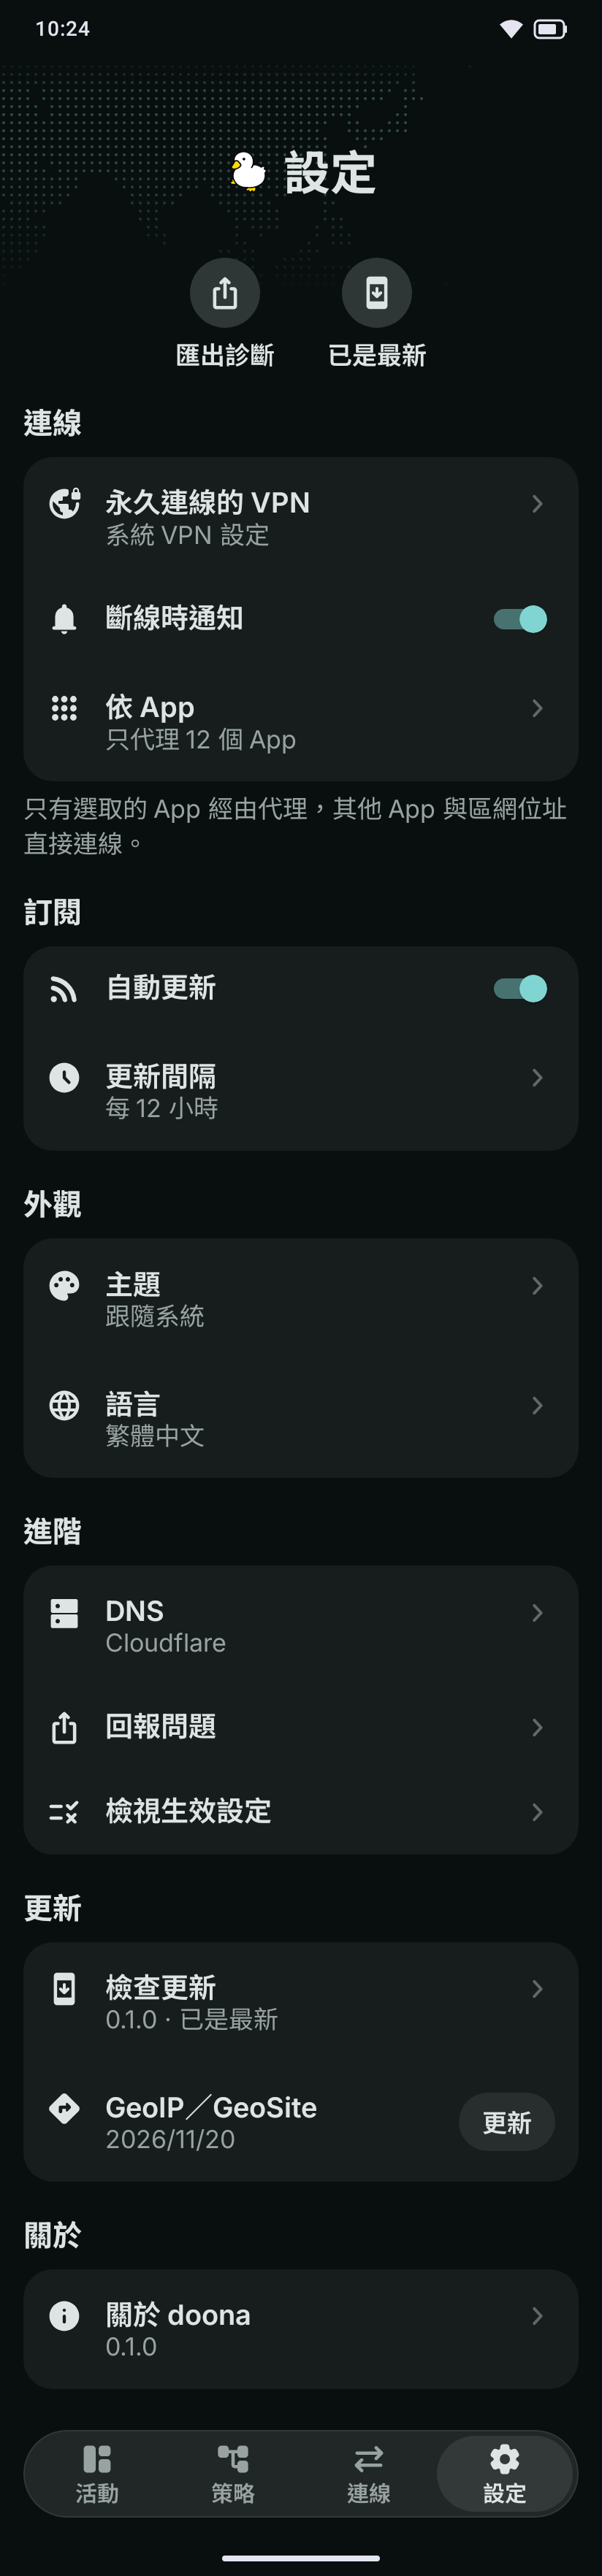 10:24
設定
匯出診斷
已是最新
連線
永久連線的 VPN
系統 VPN 設定
斷線時通知
依 App
只代理 12 個 App
只有選取的 App 經由代理，其他 App 與區網位址
直接連線。
訂閱
自動更新
更新間隔
每 12 小時
外觀
主題
跟隨系統
語言
繁體中文
進階
DNS
Cloudflare
回報問題
檢視生效設定
更新
檢查更新
0.1.0 · 已是最新
GeoIP／GeoSite
2026/11/20
更新
關於
關於 doona
0.1.0
活動
策略
連線
設定